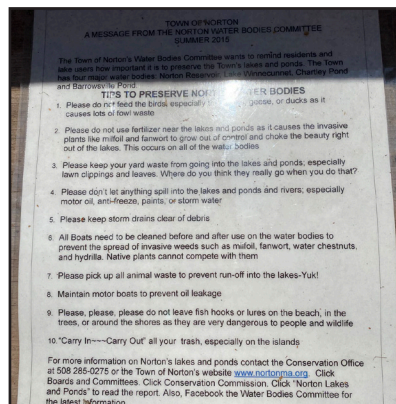 TOWN OF NORTON
A MESSAGE FROM THE NORTON WATER BODIES COMMITTEE
SUMMER 2015
The Town of Norton's Water Bodies Committee wants to remind residents and
lake users how important it is to preserve the Town's lakes and ponds. The Town
has four major water bodies: Norton Reservoir, Lake Winnecunnet, Chartley Pond
and Barrowsville Pond.
TIPS TO PRESERVE WATER BODIES
1. Please do not feed the birds, especially goose, or ducks as it
causes lots of fowl waste
2. Please do not use fertilizer near the lakes and ponds as it causes the invasive
plants like milfoil and fanwort to grow out of control and choke the beauty right
out of the lakes. This occurs on all of the water bodies
3. Please keep your yard waste from going into the lakes and ponds; especially
lawn clippings and leaves. Where do you think they really go when you do that?
4. Please don't let anything spill into the lakes and ponds and rivers; especially
motor oil, anti-freeze, paints, or storm water
5. Please keep storm drains clear of debris
6. All Boats need to be cleaned before and after use on the water bodies to
prevent the spread of invasive weeds such as milfoil, fanwort, water chestnuts,
and hydrilla. Native plants cannot compete with them
7. Please pick up all animal waste to prevent run-off into the lakes-Yuk!
8. Maintain motor boats to prevent oil leakage
9. Please, please, please do not leave fish hooks or lures on the beach, in the
trees, or around the shores as they are very dangerous to people and wildlife
10. "Carry In~~~Carry Out" all your trash, especially on the islands
For more information on Norton's lakes and ponds contact the Conservation Office
at 508 285-0275 or the Town of Norton's website www.nortonma.org. Click
Boards and Committees. Click Conservation Commission. Click "Norton Lakes
and Ponds" to read the report. Also, Facebook the Water Bodies Committee for
the latest information